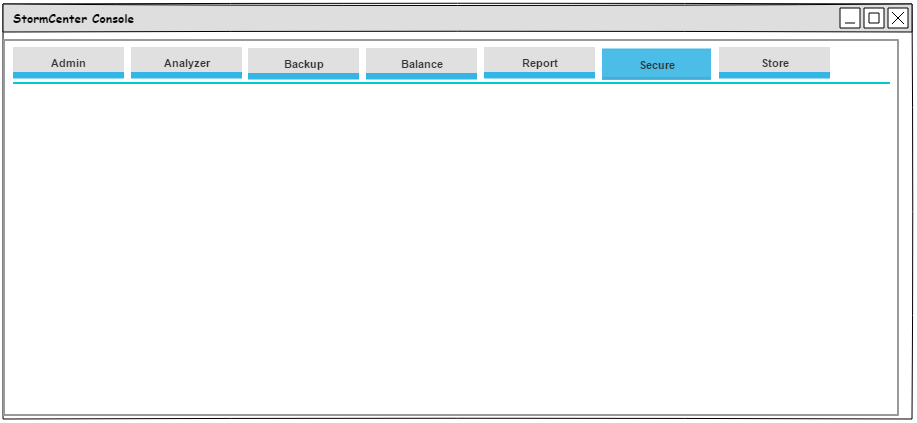 StormCenter Console
Admin Analyzer Backup Balance Report Secure Store